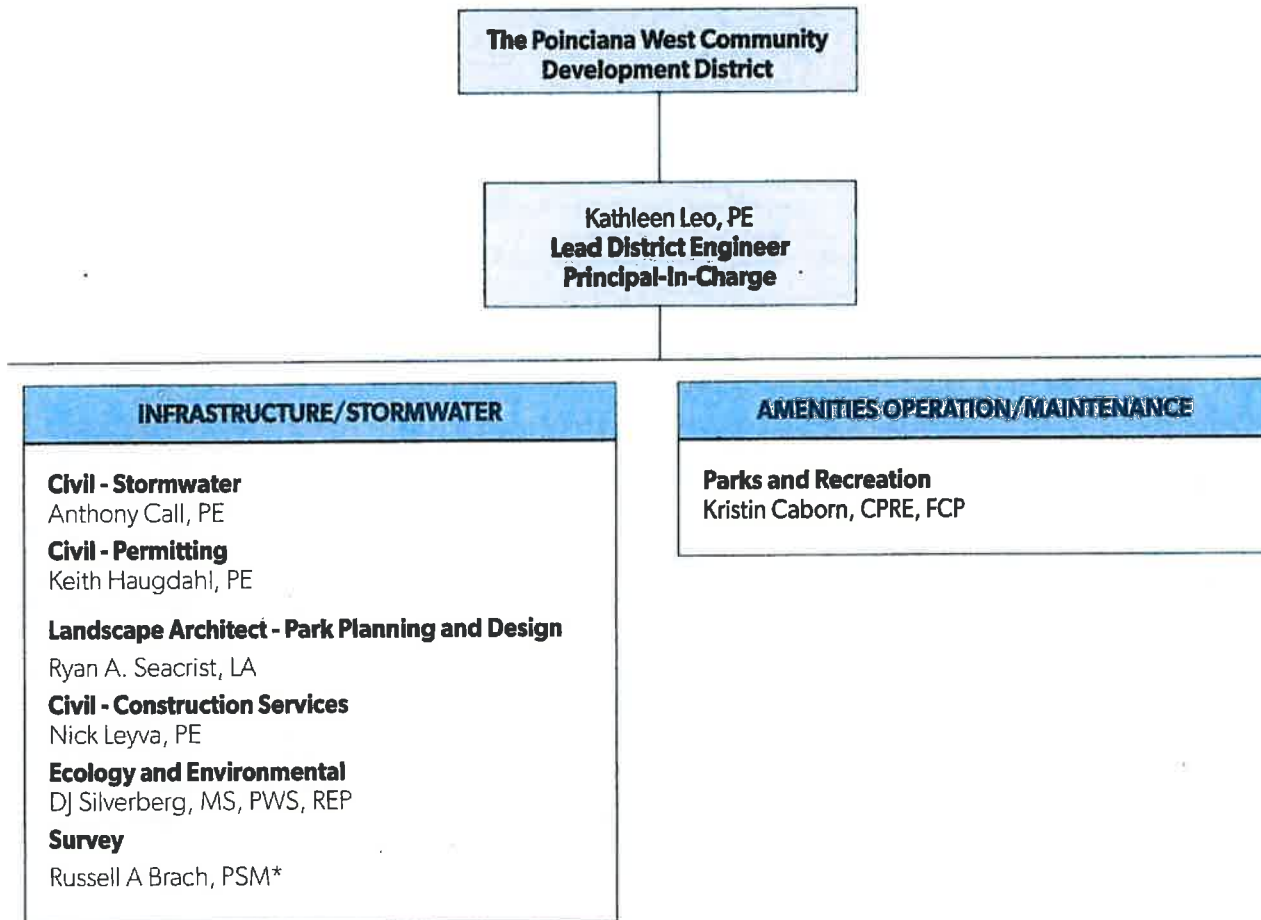 The Poinciana West Community
Development District
Kathleen Leo, PE
Lead District Engineer
Principal-In-Charge
INFRASTRUCTURE/STORMWATER
Civil - Stormwater
Anthony Call, PE
Civil - Permitting
Keith Haugdahl, PE
Landscape Architect - Park Planning and Design
Ryan A. Seacrist, LA
Civil - Construction Services
Nick Leyva, PE
Ecology and Environmental
DJ Silverberg, MS, PWS, REP
Survey
Russell A Brach, PSM*
AMENITIES OPERATION/MAINTENANCE
Parks and Recreation
Kristin Caborn, CPRE, FCP